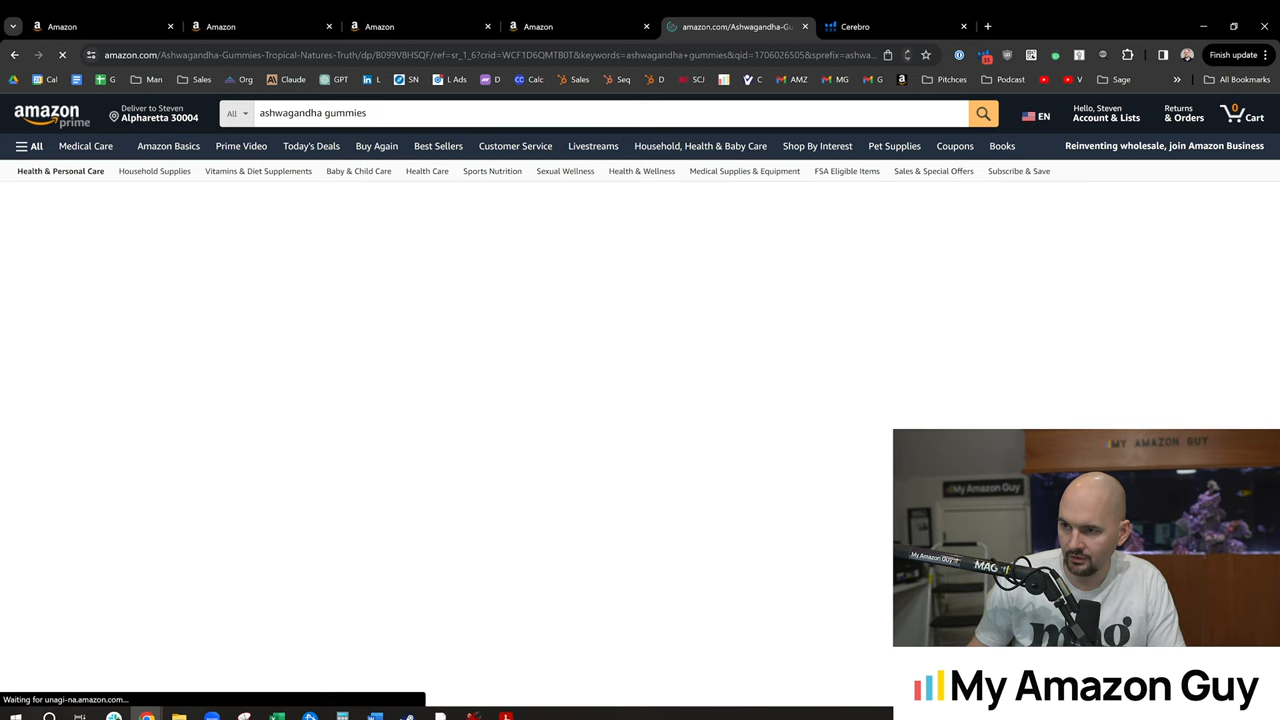 Amazon
Amazon
Amazon
Amazon
amazon.com/Ashwagandha-Gu
Cerebro
amazon.com/Ashwagandha-Gummies-Tropical-Natures-Truth/dp/B099V8HSQF/ref=sr_1_6?crid=WCF1D6QMTB0T&keywords=ashwagandha+gummies&qid=1706026505&sprefix=ashwa...
Finish update
Cal
G
Man
Sales
Org
Claude
GPT
L
SN
L Ads
D
Calc
Sales
Seq
D
SCJ
C
AMZ
MG
G
Pitchces
Podcast
V
Sage
All Bookmarks
amazon
prime
Deliver to Steven
Alpharetta 30004
All
ashwagandha gummies
EN
Hello, Steven
Account & Lists
Returns
& Orders
0
Cart
All
Medical Care
Amazon Basics
Prime Video
Today's Deals
Buy Again
Best Sellers
Customer Service
Livestreams
Household, Health & Baby Care
Shop By Interest
Pet Supplies
Coupons
Books
Reinventing wholesale, join Amazon Business
Health & Personal Care
Household Supplies
Vitamins & Diet Supplements
Baby & Child Care
Health Care
Sports Nutrition
Sexual Wellness
Health & Wellness
Medical Supplies & Equipment
FSA Eligible Items
Sales & Special Offers
Subscribe & Save
MY AMAZON GUY
My Amazon Guy
My Amazon Guy
MAG
mag
My Amazon Guy
Waiting for unagi-na.amazon.com...